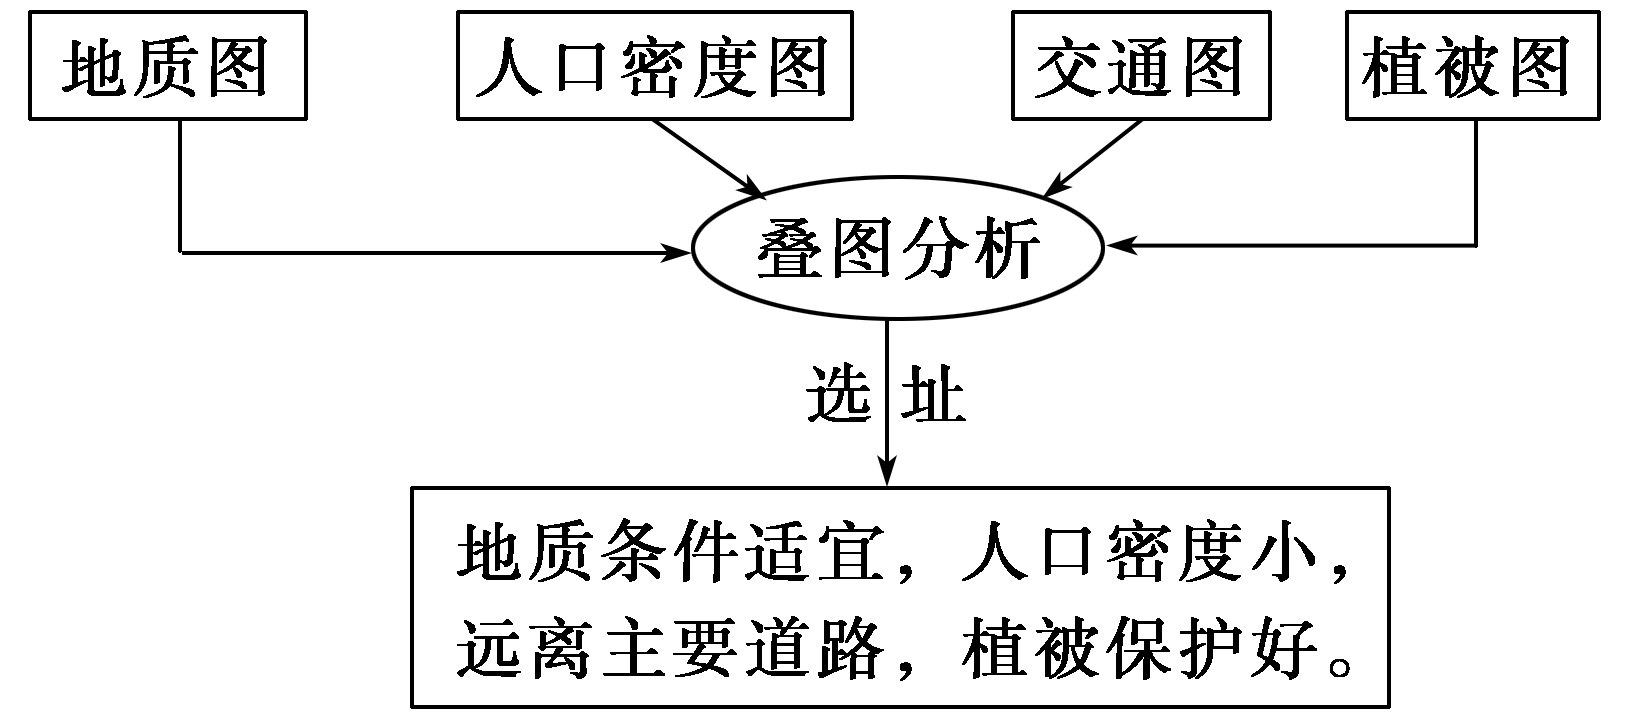 地质图
人口密度图
交通图
植被图
叠图分析
选址
地质条件适宜，人口密度小，
远离主要道路，植被保护好。